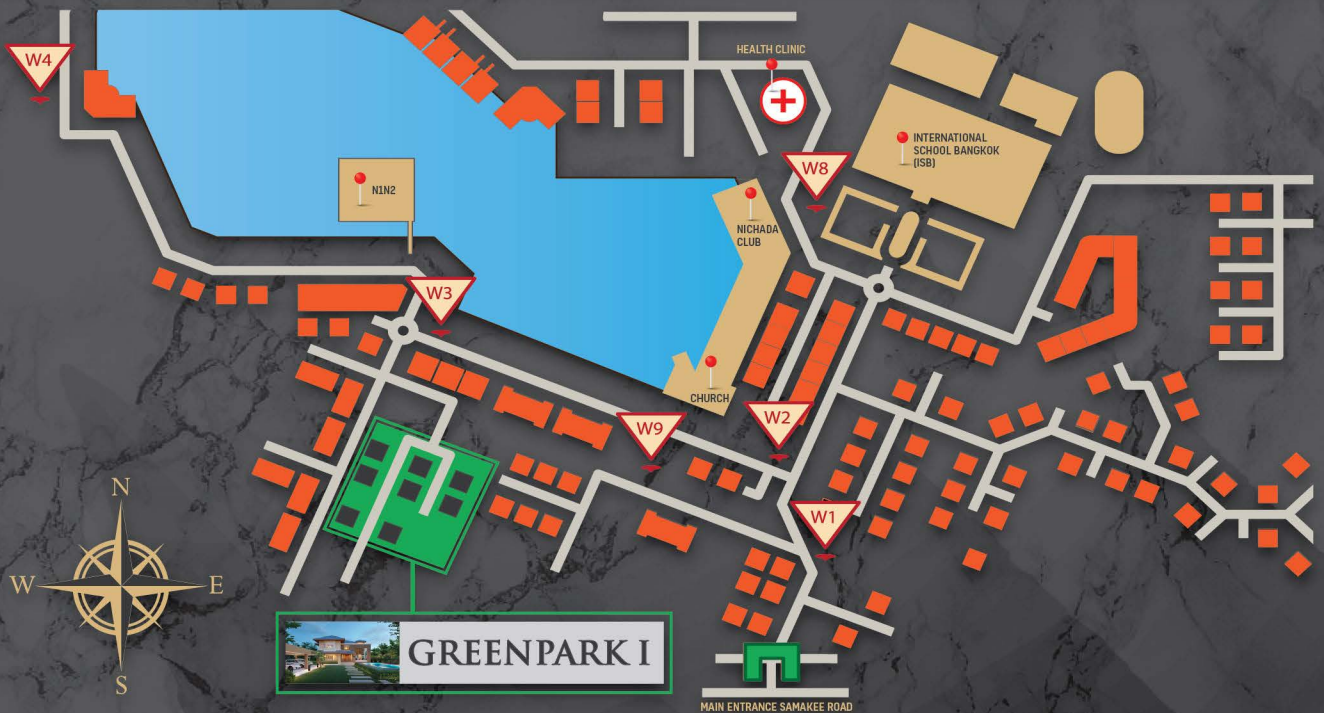 W4
HEALTH CLINIC
INTERNATIONAL
SCHOOL BANGKOK
(ISB)
W8
N1N2
NICHADA
CLUB
W3
CHURCH
W9
W2
W1
N
W
E
S
GREENPARK I
MAIN ENTRANCE SAMAKEE ROAD